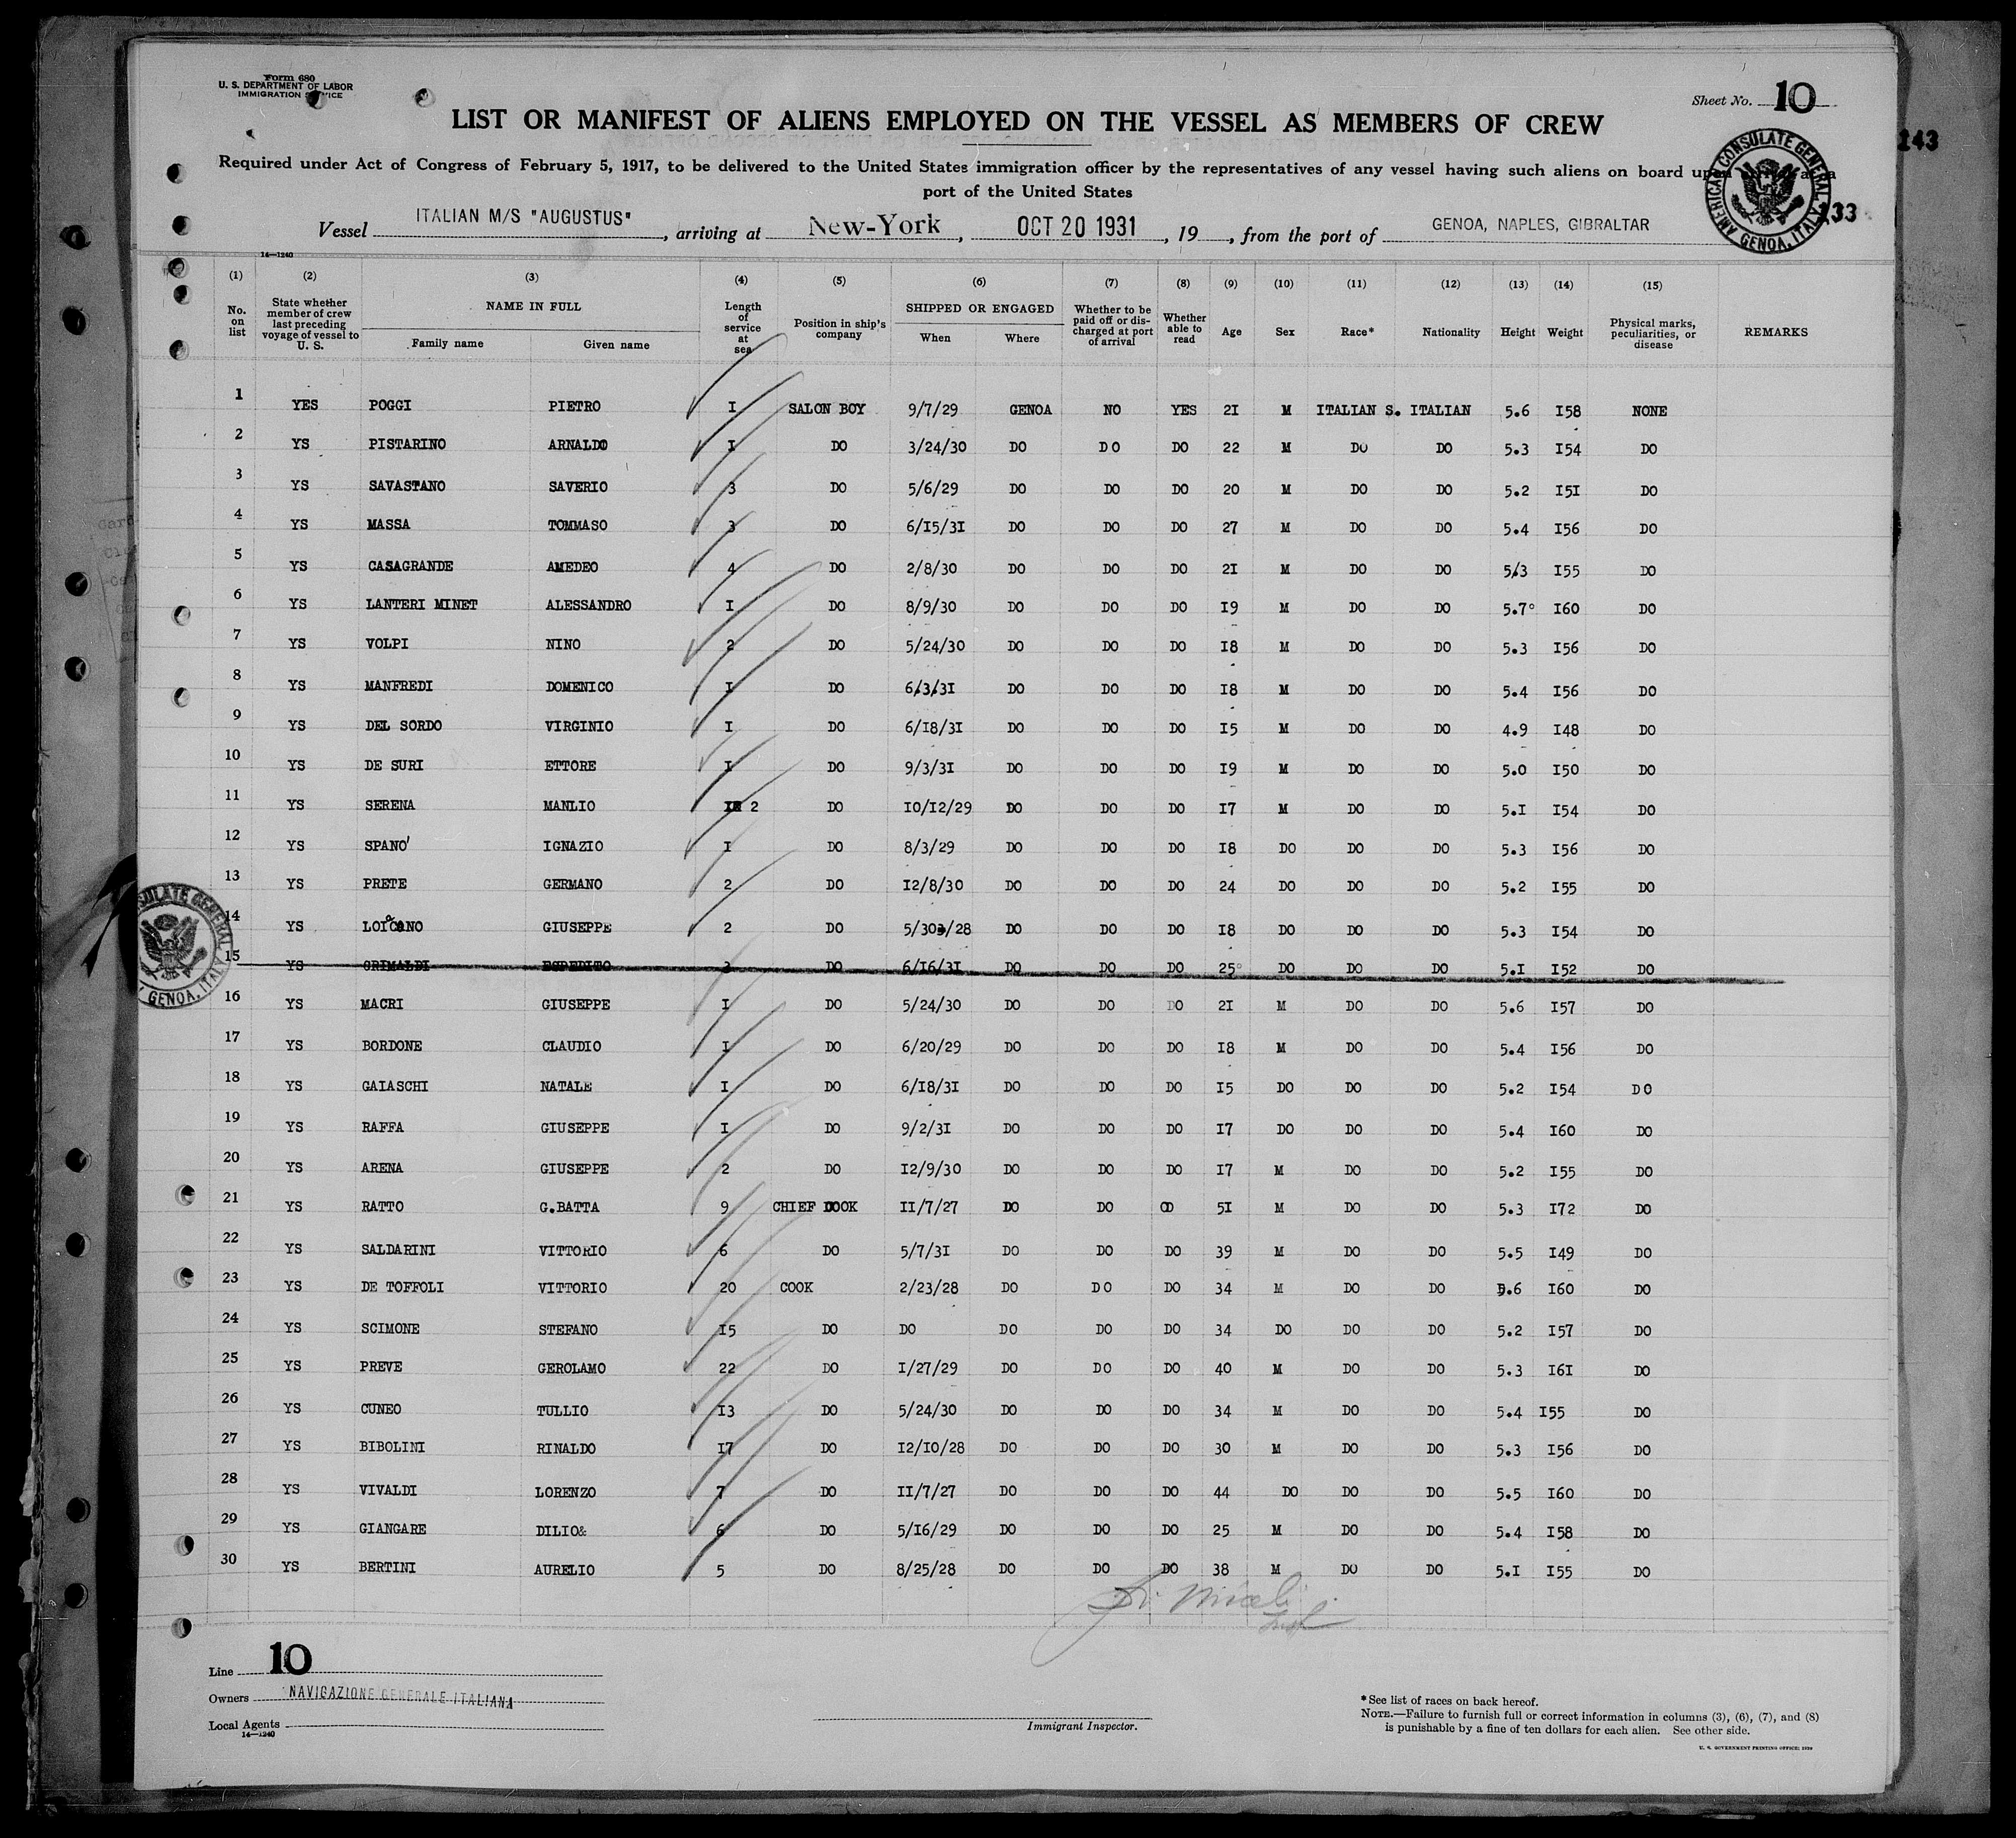 Form 680
U. S. DEPARTMENT OF LABOR
IMMIGRATION SERVICE
Sheet No. 10
LIST OR MANIFEST OF ALIENS EMPLOYED ON THE VESSEL AS MEMBERS OF CREW
143
Required under Act of Congress of February 5, 1917, to be delivered to the United States immigration officer by the representatives of any vessel having such aliens on board upon
port of the United States
AMERICAN CONSULATE GENERAL GENOA, ITALY
133
Vessel ITALIAN M/S "AUGUSTUS", arriving at New-York, OCT 20 1931, 19, from the port of GENOA, NAPLES, GIBRALTAR
14—1240
(1) (2) (3) (4) (5) (6) (7) (8) (9) (10) (11) (12) (13) (14) (15)
No. on list | State whether member of crew last preceding voyage of vessel to U. S. | NAME IN FULL Family name Given name | Length of service at sea | Position in ship's company | SHIPPED OR ENGAGED When Where | Whether to be paid off or discharged at port of arrival | Whether able to read | Age | Sex | Race* | Nationality | Height | Weight | Physical marks, peculiarities, or disease | REMARKS
1 YES POGGI PIETRO I SALON BOY 9/7/29 GENOA NO YES 2I M ITALIAN S. ITALIAN 5.6 I58 NONE
2 YS PISTARINO ARNALDO I DO 3/24/30 DO DO DO 22 M DO DO 5.3 I54 DO
3 YS SAVASTANO SAVERIO 3 DO 5/6/29 DO DO DO 20 M DO DO 5.2 I5I DO
4 YS MASSA TOMMASO 3 DO 6/I5/3I DO DO DO 27 M DO DO 5.4 I56 DO
5 YS CASAGRANDE AMEDEO 4 DO 2/8/30 DO DO DO 2I M DO DO 5/3 I55 DO
6 YS LANTERI MINET ALESSANDRO I DO 8/9/30 DO DO DO I9 M DO DO 5.7° I60 DO
7 YS VOLPI NINO 2 DO 5/24/30 DO DO DO I8 M DO DO 5.3 I56 DO
8 YS MANFREDI DOMENICO I DO 6/3/3I DO DO DO I8 M DO DO 5.4 I56 DO
9 YS DEL SORDO VIRGINIO I DO 6/I8/3I DO DO DO I5 M DO DO 4.9 I48 DO
10 YS DE SURI ETTORE I DO 9/3/3I DO DO DO I9 M DO DO 5.0 I50 DO
11 YS SERENA MANLIO 2 DO I0/I2/29 DO DO DO I7 M DO DO 5.I I54 DO
12 YS SPANO' IGNAZIO I DO 8/3/29 DO DO DO I8 DO DO DO 5.3 I56 DO
13 YS PRETE GERMANO 2 DO I2/8/30 DO DO DO 24 DO DO DO 5.2 I55 DO
14 YS LOICANO GIUSEPPE 2 DO 5/30/28 DO DO DO I8 DO DO DO 5.3 I54 DO
15 YS GRIMALDI ESPEDITO 3 DO 6/I6/3I DO DO DO 25 DO DO DO 5.I I52 DO
16 YS MACRI GIUSEPPE I DO 5/24/30 DO DO DO 2I M DO DO 5.6 I57 DO
17 YS BORDONE CLAUDIO I DO 6/20/29 DO DO DO I8 M DO DO 5.4 I56 DO
18 YS GAIASCHI NATALE I DO 6/I8/3I DO DO DO I5 DO DO DO 5.2 I54 DO
19 YS RAFFA GIUSEPPE I DO 9/2/3I DO DO DO I7 DO DO DO 5.4 I60 DO
20 YS ARENA GIUSEPPE 2 DO I2/9/30 DO DO DO I7 M DO DO 5.2 I55 DO
21 YS RATTO G.BATTA 9 CHIEF COOK II/7/27 DO DO OD 5I M DO DO 5.3 I72 DO
22 YS SALDARINI VITTORIO 6 DO 5/7/3I DO DO DO 39 M DO DO 5.5 I49 DO
23 YS DE TOFFOLI VITTORIO 20 COOK 2/23/28 DO DO DO 34 M DO DO 5.6 I60 DO
24 YS SCIMONE STEFANO I5 DO DO DO DO DO 34 DO DO DO 5.2 I57 DO
25 YS PREVE GEROLAMO 22 DO I/27/29 DO DO DO 40 M DO DO 5.3 I6I DO
26 YS CUNEO TULLIO I3 DO 5/24/30 DO DO DO 34 M DO DO 5.4 I55 DO
27 YS BIBOLINI RINALDO I7 DO I2/I0/28 DO DO DO 30 M DO DO 5.3 I56 DO
28 YS VIVALDI LORENZO 7 DO II/7/27 DO DO DO 44 DO DO DO 5.5 I60 DO
29 YS GIANGARE DILIO& 6 DO 5/I6/29 DO DO DO 25 M DO DO 5.4 I58 DO
30 YS BERTINI AURELIO 5 DO 8/25/28 DO DO DO 38 M DO DO 5.I I55 DO
Line 10
Owners NAVIGAZIONE GENERALE ITALIANA
Local Agents
14—1240
Immigrant Inspector.
*See list of races on back hereof.
NOTE.—Failure to furnish full or correct information in columns (3), (6), (7), and (8)
is punishable by a fine of ten dollars for each alien. See other side.
U. S. GOVERNMENT PRINTING OFFICE: 1929